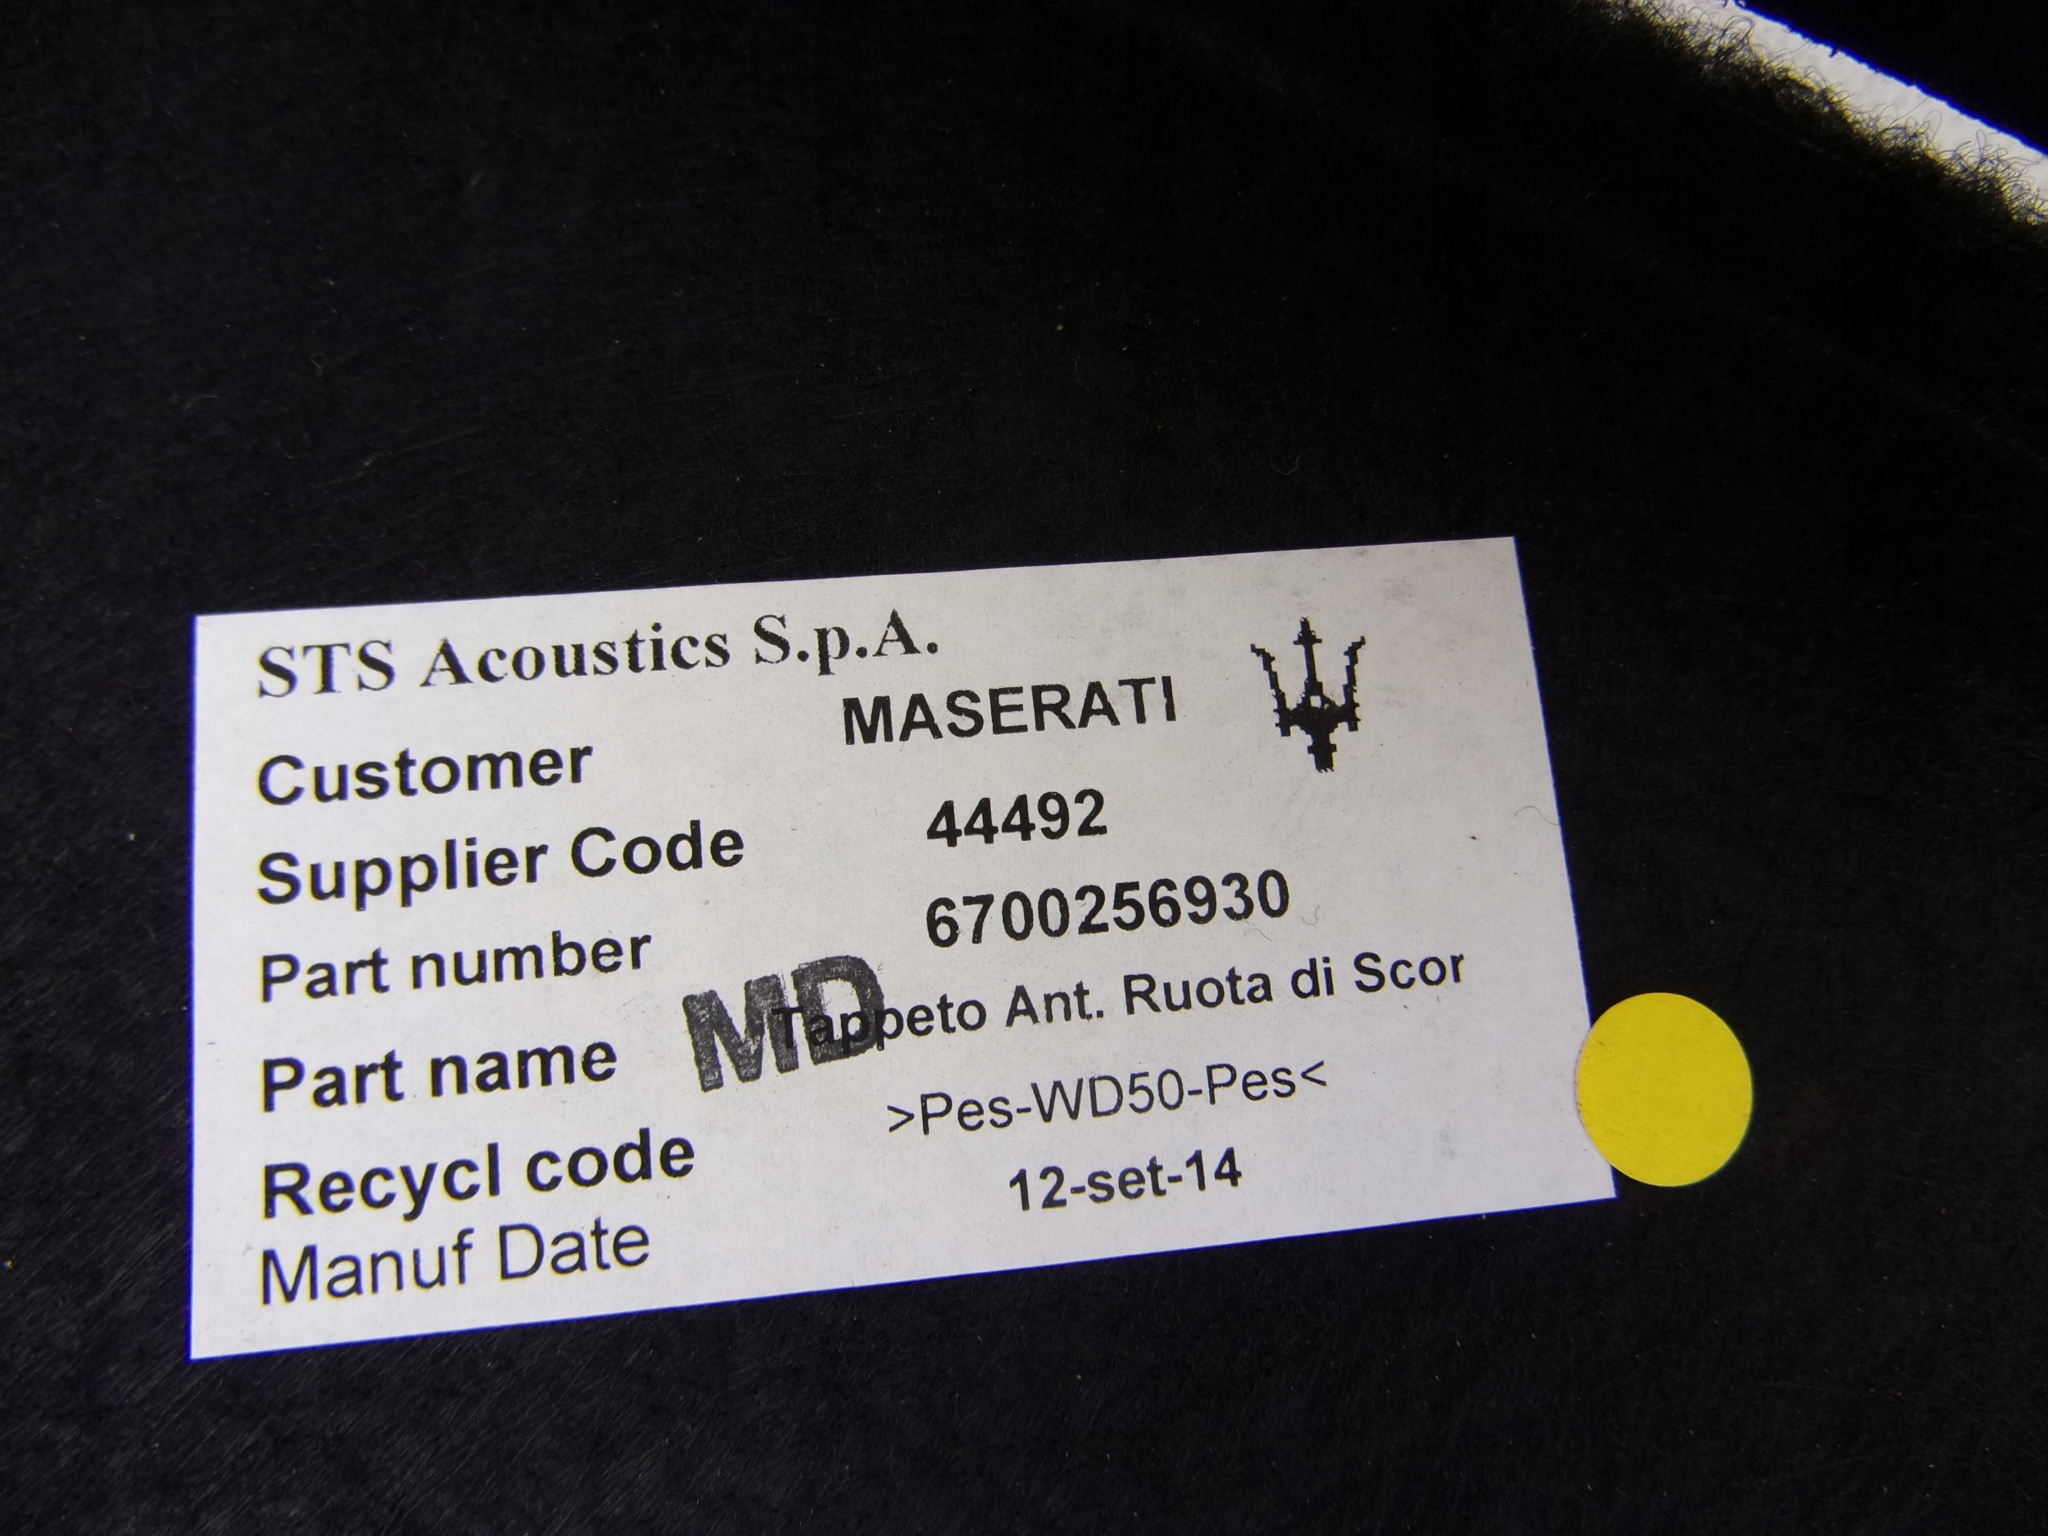 STS Acoustics S.p.A.
Customer MASERATI
Supplier Code 44492
Part number 6700256930
Part name Tappeto Ant. Ruota di Scor
MD
Recycl code >Pes-WD50-Pes<
Manuf Date 12-set-14